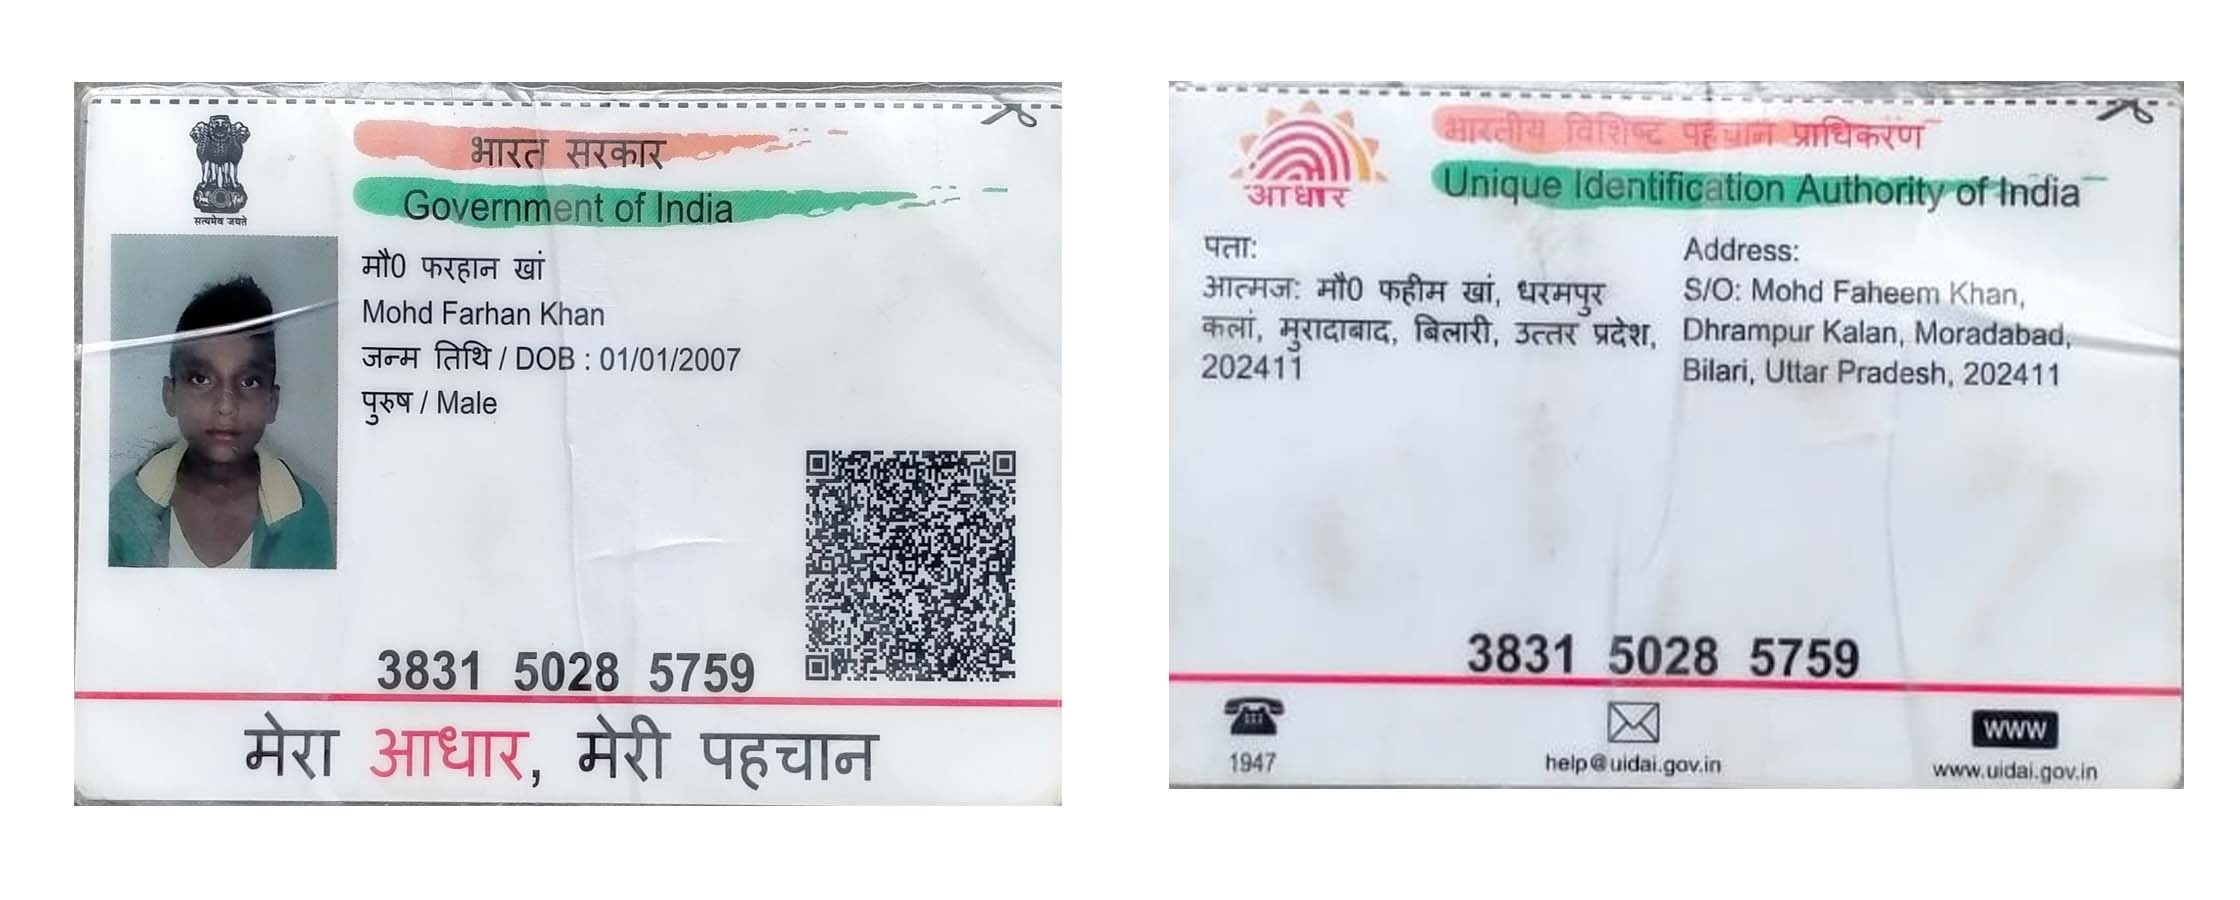 भारत सरकार
Government of India
सत्यमेव जयते
मौ0 फरहान खां
Mohd Farhan Khan
जन्म तिथि / DOB : 01/01/2007
पुरुष / Male
3831 5028 5759
मेरा आधार, मेरी पहचान
भारतीय विशिष्ट पहचान प्राधिकरण
Unique Identification Authority of India
आधार
पता:
आत्मज: मौ0 फहीम खां, धरमपुर
कलां, मुरादाबाद, बिलारी, उत्तर प्रदेश,
202411
Address:
S/O: Mohd Faheem Khan,
Dhrampur Kalan, Moradabad,
Bilari, Uttar Pradesh, 202411
3831 5028 5759
1947
help@uidai.gov.in
www
www.uidai.gov.in